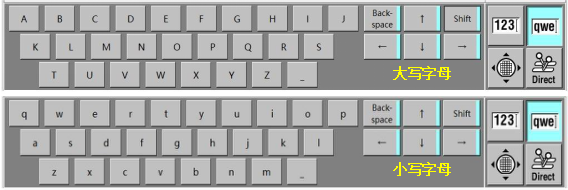 A B C D E F G H I J Back-space ↑ Shift 123 qwe
K L M N O P Q R S ← ↓ →
T U V W X Y Z _ 大写字母 Direct
q w e r t y u i o p Back-space ↑ Shift 123 qwe
a s d f g h j k l ← ↓ →
z x c v b n m _ 小写字母 Direct